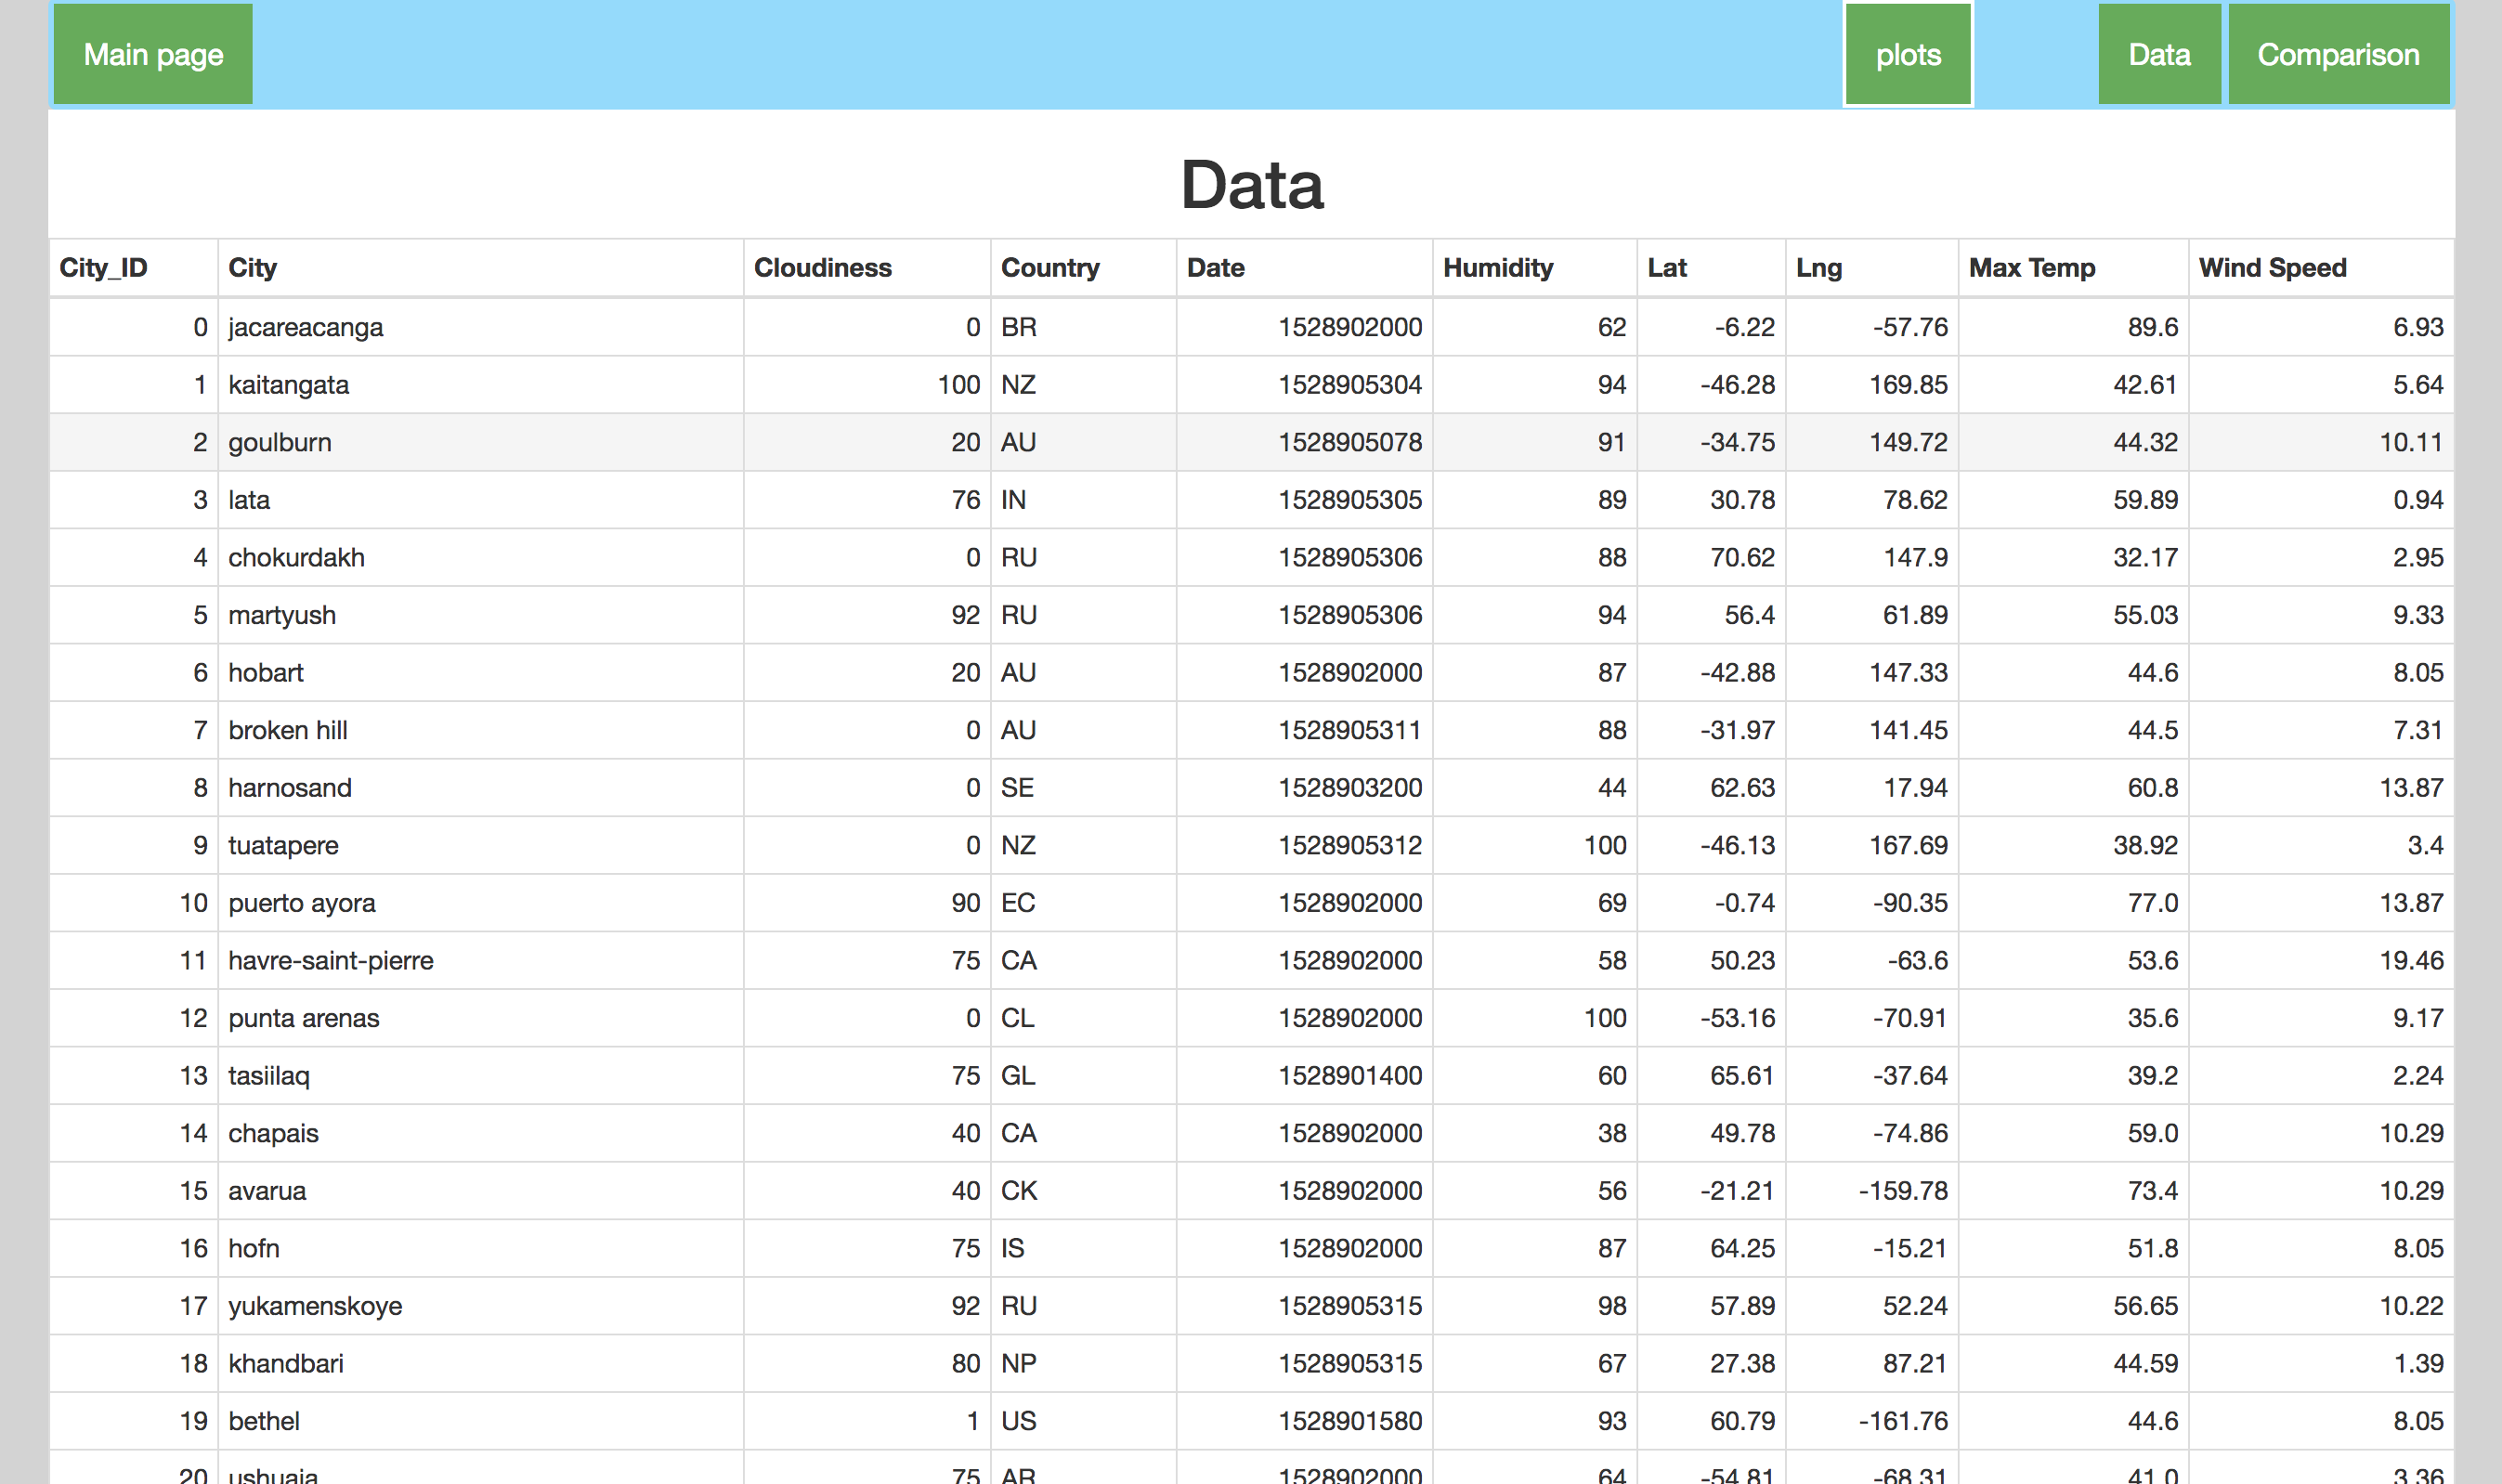 Main page plots Data Comparison
Data
City_ID City Cloudiness Country Date Humidity Lat Lng Max Temp Wind Speed
0 jacareacanga 0 BR 1528902000 62 -6.22 -57.76 89.6 6.93
1 kaitangata 100 NZ 1528905304 94 -46.28 169.85 42.61 5.64
2 goulburn 20 AU 1528905078 91 -34.75 149.72 44.32 10.11
3 lata 76 IN 1528905305 89 30.78 78.62 59.89 0.94
4 chokurdakh 0 RU 1528905306 88 70.62 147.9 32.17 2.95
5 martyush 92 RU 1528905306 94 56.4 61.89 55.03 9.33
6 hobart 20 AU 1528902000 87 -42.88 147.33 44.6 8.05
7 broken hill 0 AU 1528905311 88 -31.97 141.45 44.5 7.31
8 harnosand 0 SE 1528903200 44 62.63 17.94 60.8 13.87
9 tuatapere 0 NZ 1528905312 100 -46.13 167.69 38.92 3.4
10 puerto ayora 90 EC 1528902000 69 -0.74 -90.35 77.0 13.87
11 havre-saint-pierre 75 CA 1528902000 58 50.23 -63.6 53.6 19.46
12 punta arenas 0 CL 1528902000 100 -53.16 -70.91 35.6 9.17
13 tasiilaq 75 GL 1528901400 60 65.61 -37.64 39.2 2.24
14 chapais 40 CA 1528902000 38 49.78 -74.86 59.0 10.29
15 avarua 40 CK 1528902000 56 -21.21 -159.78 73.4 10.29
16 hofn 75 IS 1528902000 87 64.25 -15.21 51.8 8.05
17 yukamenskoye 92 RU 1528905315 98 57.89 52.24 56.65 10.22
18 khandbari 80 NP 1528905315 67 27.38 87.21 44.59 1.39
19 bethel 1 US 1528901580 93 60.79 -161.76 44.6 8.05
20 ushuaia 75 AR 1528902000 64 -54.81 -68.31 41.0 3.36